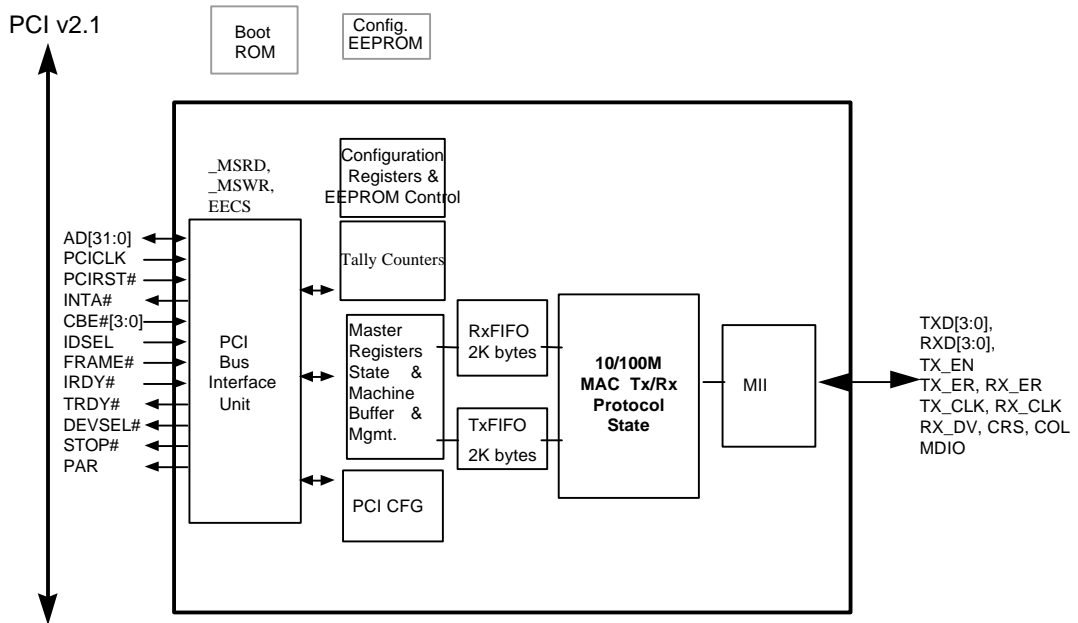 PCI v2.1
Boot
ROM
Config.
EEPROM
_MSRD,
_MSWR,
EECS
Configuration
Registers &
EEPROM Control
Tally Counters
AD[31:0]
PCICLK
PCIRST#
INTA#
CBE#[3:0]
IDSEL
FRAME#
IRDY#
TRDY#
DEVSEL#
STOP#
PAR
PCI
Bus
Interface
Unit
Master
Registers
State &
Machine
Buffer &
Mgmt.
PCI CFG
RxFIFO
2K bytes
TxFIFO
2K bytes
10/100M
MAC Tx/Rx
Protocol
State
MII
TXD[3:0],
RXD[3:0],
TX_EN
TX_ER, RX_ER
TX_CLK, RX_CLK
RX_DV, CRS, COL
MDIO